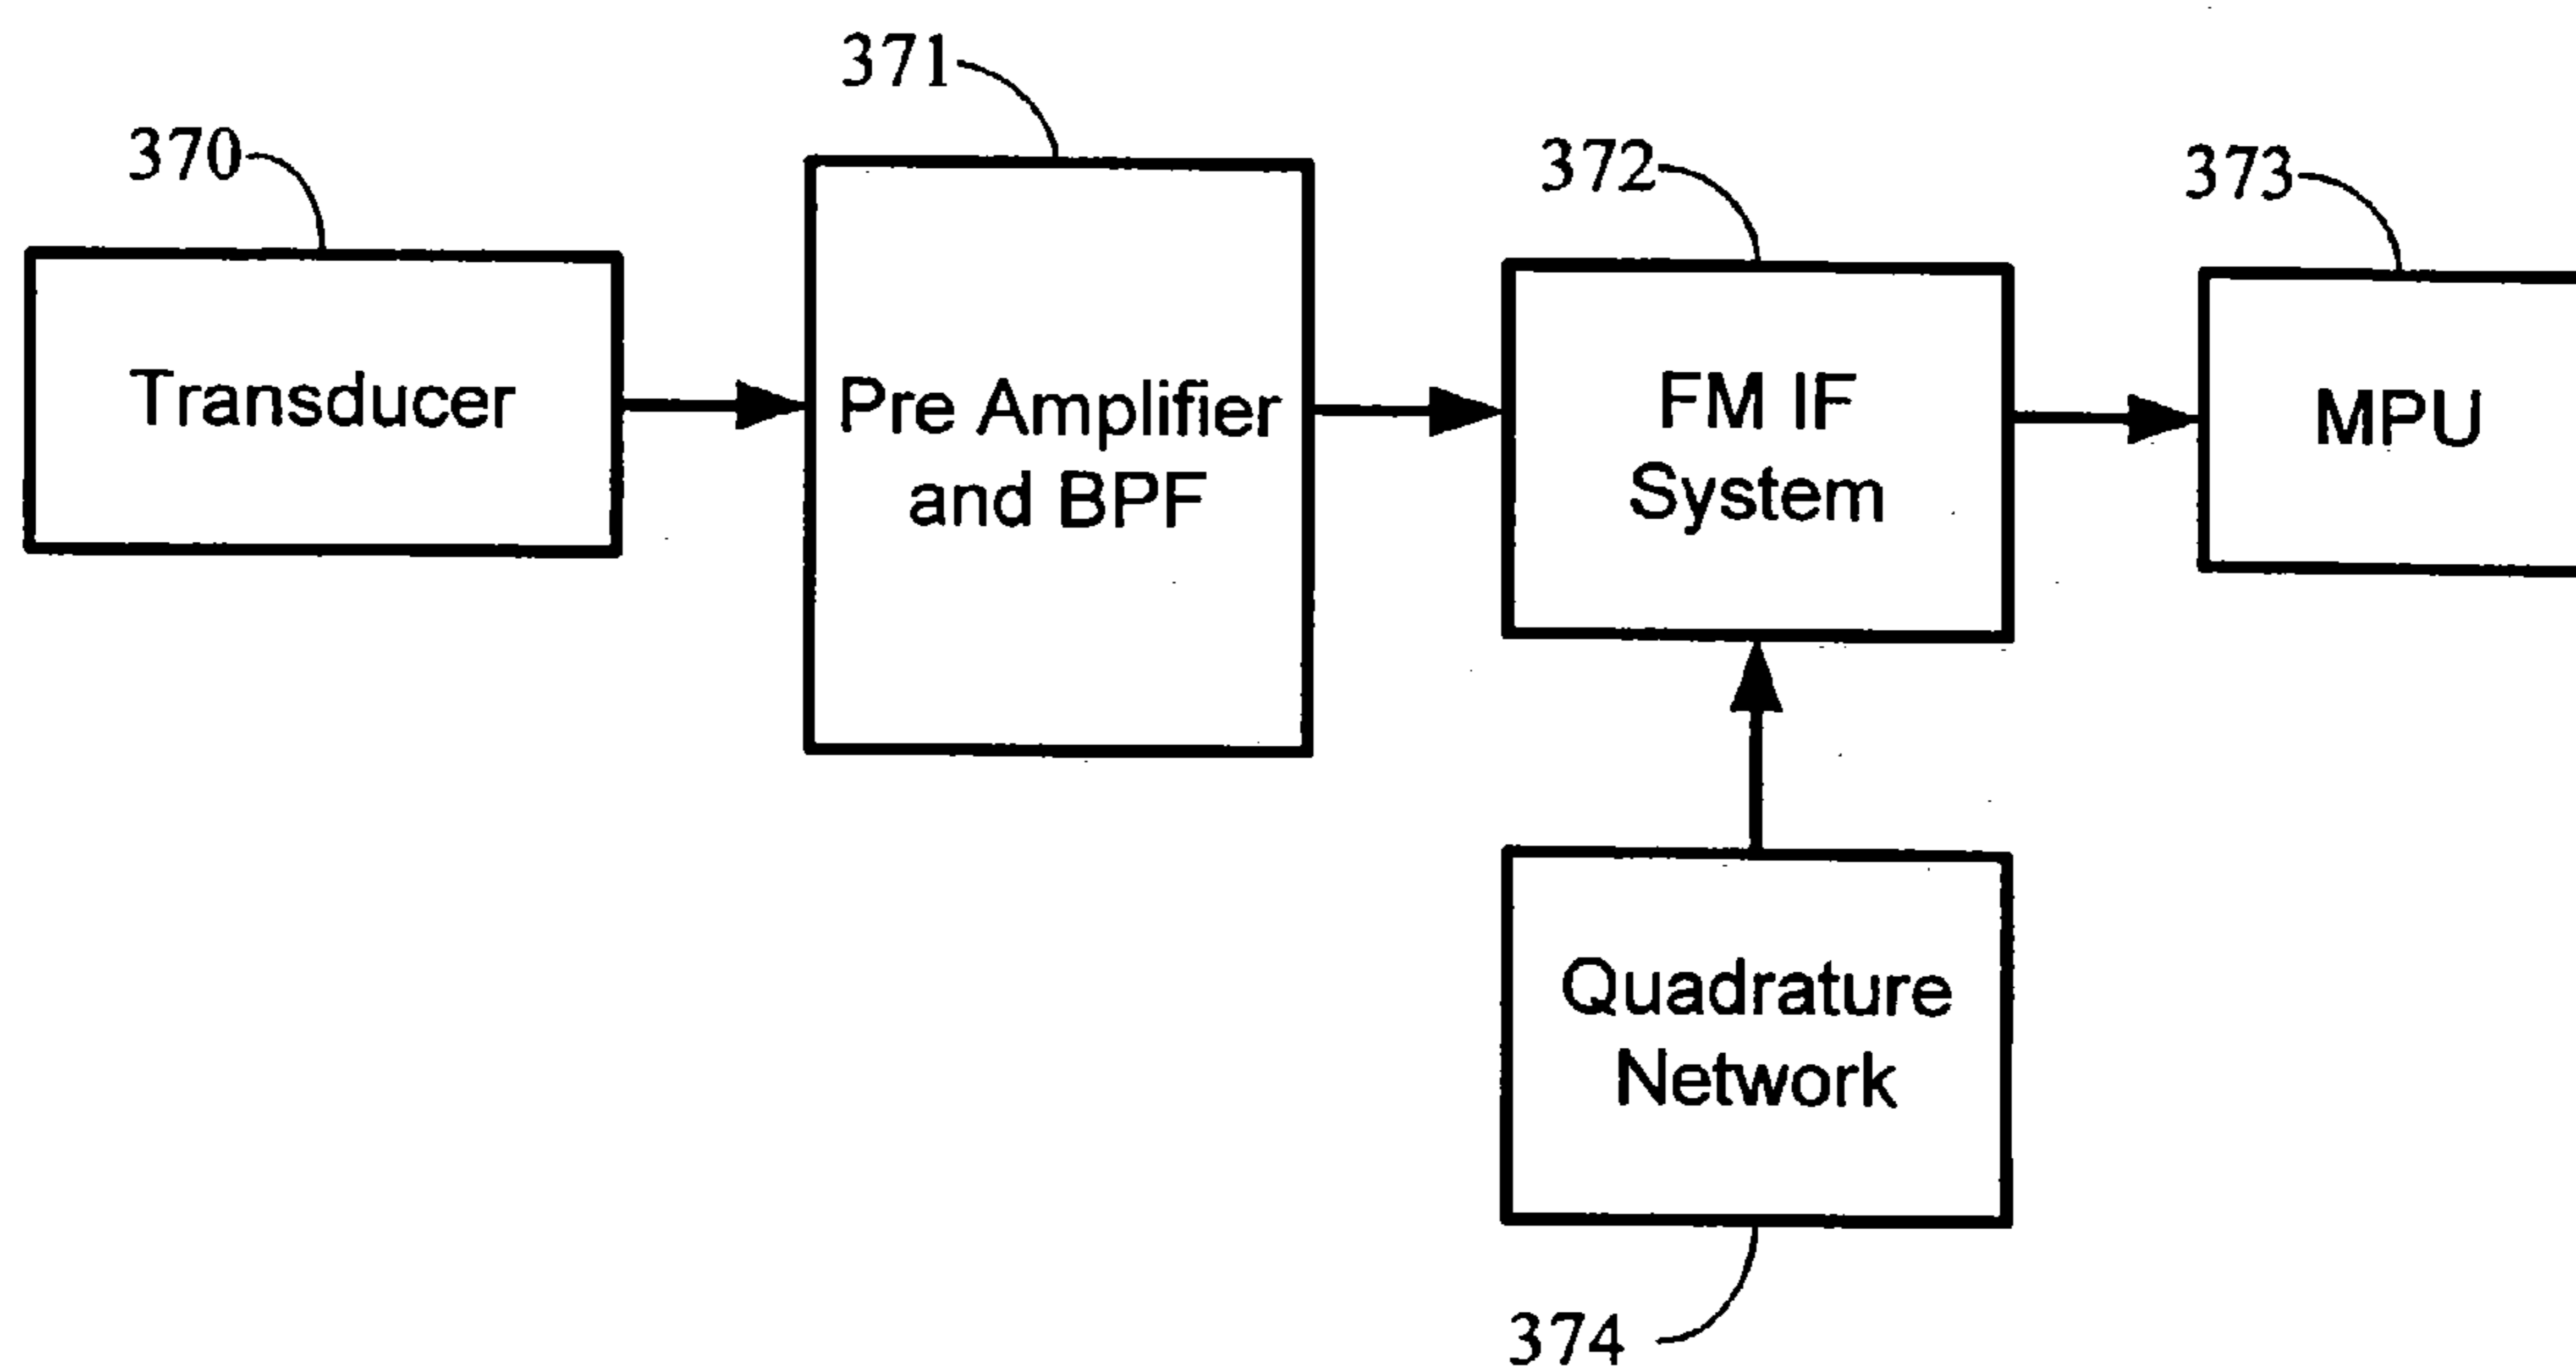 371
370
372
373
Transducer
Pre Amplifier
and BPF
FM IF
System
MPU
Quadrature
Network
374